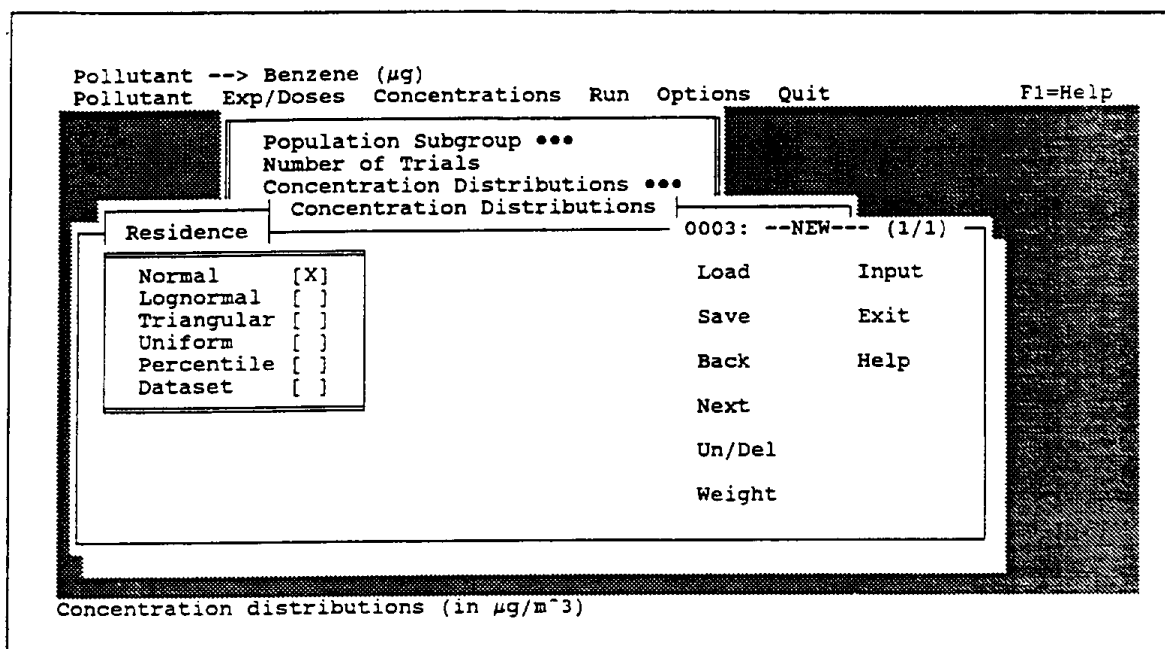 Pollutant --> Benzene (µg)
Pollutant Exp/Doses Concentrations Run Options Quit F1=Help
Population Subgroup •••
Number of Trials
Concentration Distributions •••
Concentration Distributions
Residence
0003: --NEW--- (1/1)
Normal [X]
Lognormal [ ]
Triangular [ ]
Uniform [ ]
Percentile [ ]
Dataset [ ]
Load Input
Save Exit
Back Help
Next
Un/Del
Weight
Concentration distributions (in µg/m^3)